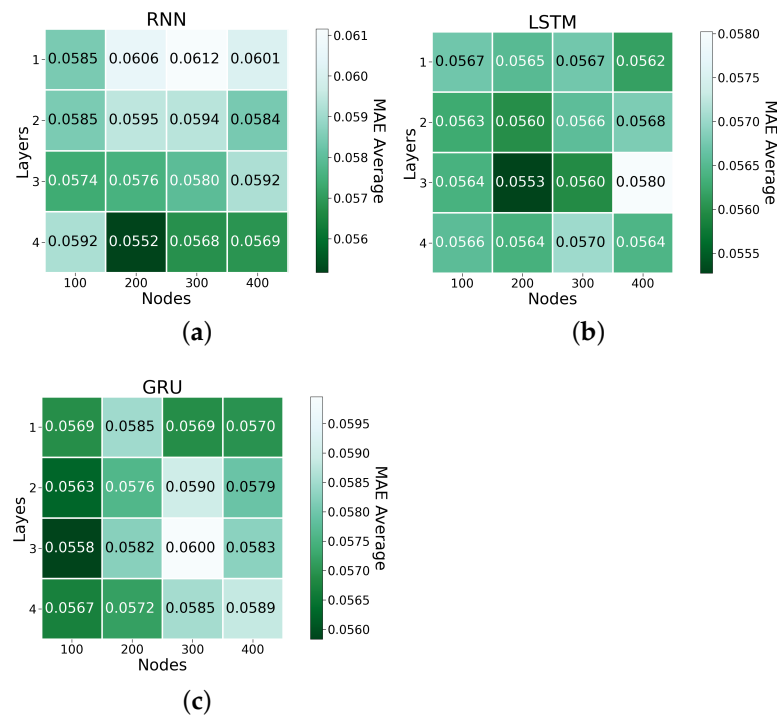 RNN
1 0.0585 0.0606 0.0612 0.0601
2 0.0585 0.0595 0.0594 0.0584
3 0.0574 0.0576 0.0580 0.0592
4 0.0592 0.0552 0.0568 0.0569
100 200 300 400
Nodes
Layers
0.061
0.060
0.059
0.058
0.057
0.056
MAE Average
(a)
LSTM
1 0.0567 0.0565 0.0567 0.0562
2 0.0563 0.0560 0.0566 0.0568
3 0.0564 0.0553 0.0560 0.0580
4 0.0566 0.0564 0.0570 0.0564
100 200 300 400
Nodes
Layers
0.0580
0.0575
0.0570
0.0565
0.0560
0.0555
MAE Average
(b)
GRU
1 0.0569 0.0585 0.0569 0.0570
2 0.0563 0.0576 0.0590 0.0579
3 0.0558 0.0582 0.0600 0.0583
4 0.0567 0.0572 0.0585 0.0589
100 200 300 400
Nodes
Layes
0.0595
0.0590
0.0585
0.0580
0.0575
0.0570
0.0565
0.0560
MAE Average
(c)